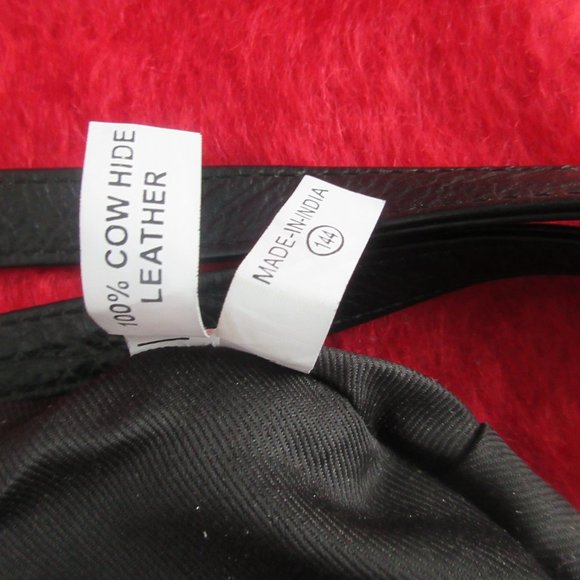 100% COW HIDE
LEATHER
MADE-IN-INDIA
144